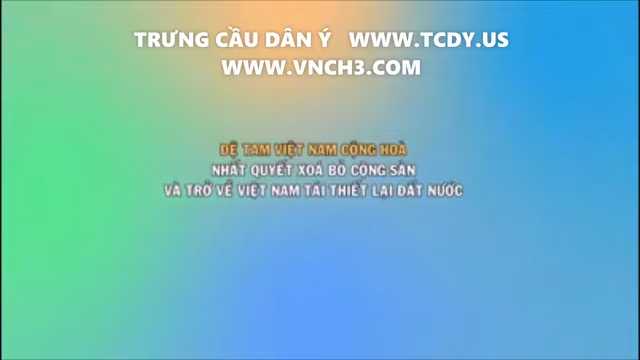 TRƯNG CẦU DÂN Ý WWW.TCDY.US
WWW.VNCH3.COM
ĐỆ TAM VIỆT NAM CỘNG HOÀ
NHẤT QUYẾT XOÁ BỎ CỘNG SẢN
VÀ TRỞ VỀ VIỆT NAM TÁI THIẾT LẠI ĐẤT NƯỚC